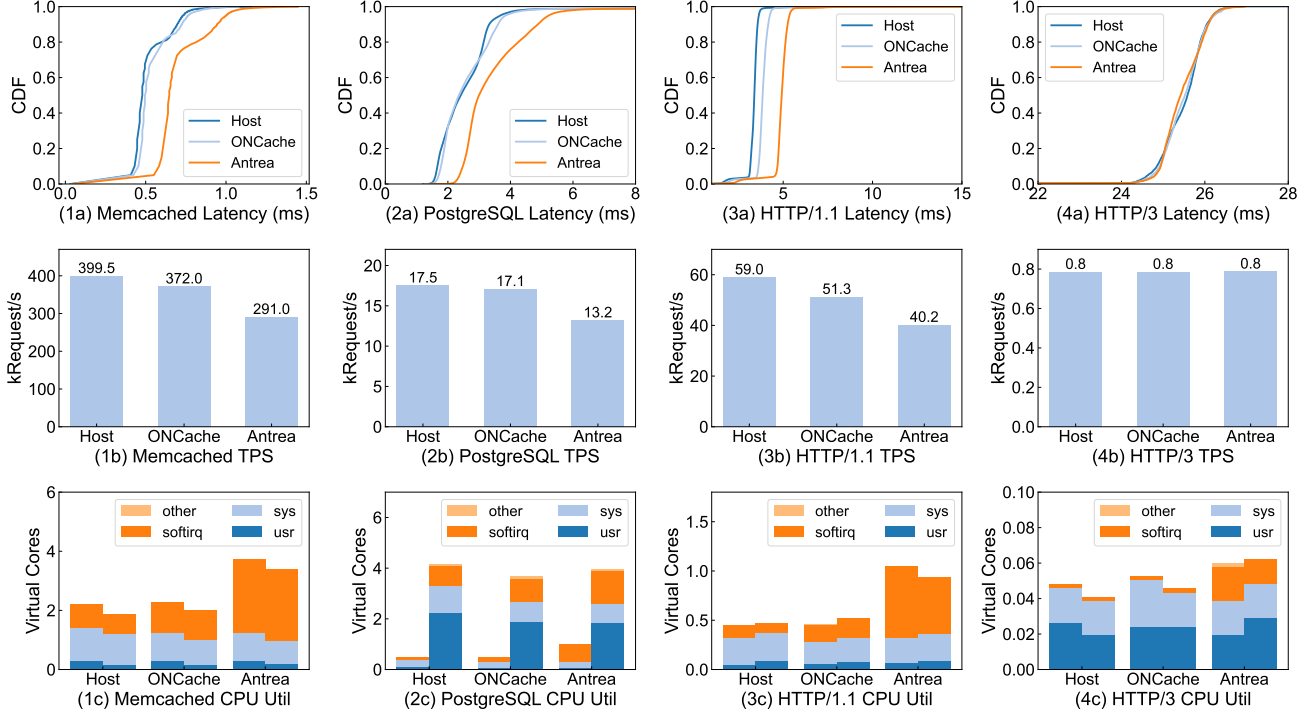 1.0
0.8
0.6
0.4
0.2
0.0
CDF
Host
ONCache
Antrea
0.0 0.5 1.0 1.5
(1a) Memcached Latency (ms)
1.0
0.8
0.6
0.4
0.2
0.0
CDF
Host
ONCache
Antrea
0 2 4 6 8
(2a) PostgreSQL Latency (ms)
1.0
0.8
0.6
0.4
0.2
0.0
CDF
Host
ONCache
Antrea
5 10 15
(3a) HTTP/1.1 Latency (ms)
1.0
0.8
0.6
0.4
0.2
0.0
CDF
Host
ONCache
Antrea
22 24 26 28
(4a) HTTP/3 Latency (ms)
400
300
200
100
0
kRequest/s
399.5
372.0
291.0
Host ONCache Antrea
(1b) Memcached TPS
20
15
10
5
0
kRequest/s
17.5
17.1
13.2
Host ONCache Antrea
(2b) PostgreSQL TPS
60
40
20
0
kRequest/s
59.0
51.3
40.2
Host ONCache Antrea
(3b) HTTP/1.1 TPS
0.8
0.6
0.4
0.2
0.0
kRequest/s
0.8
0.8
0.8
Host ONCache Antrea
(4b) HTTP/3 TPS
6
4
2
0
Virtual Cores
other sys
softirq usr
Host ONCache Antrea
(1c) Memcached CPU Util
6
4
2
0
Virtual Cores
other sys
softirq usr
Host ONCache Antrea
(2c) PostgreSQL CPU Util
1.5
1.0
0.5
0.0
Virtual Cores
other sys
softirq usr
Host ONCache Antrea
(3c) HTTP/1.1 CPU Util
0.10
0.08
0.06
0.04
0.02
0.00
Virtual Cores
other sys
softirq usr
Host ONCache Antrea
(4c) HTTP/3 CPU Util